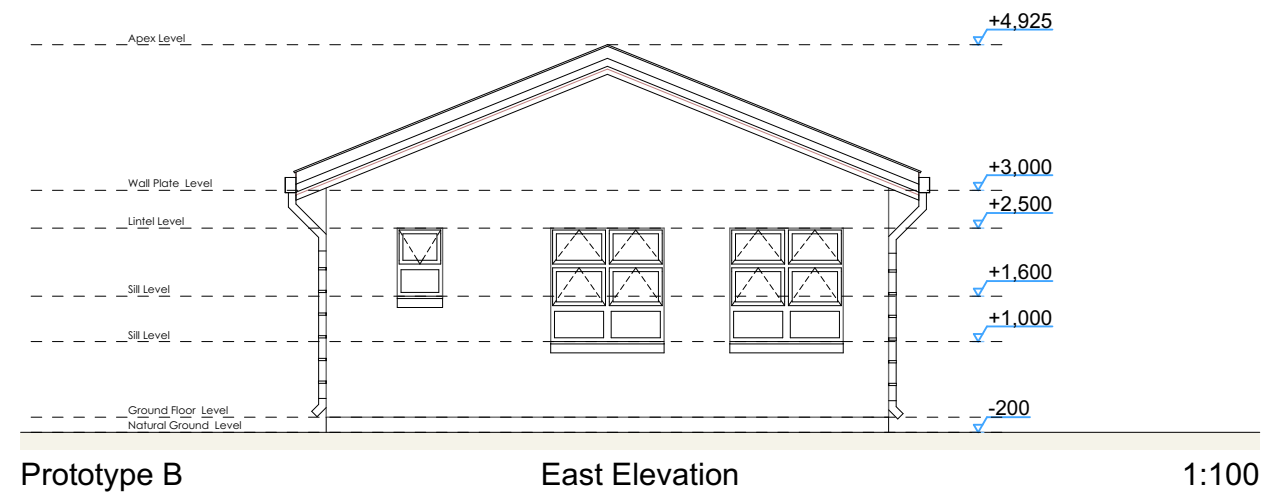 +4,925
Apex Level
+3,000
Wall Plate Level
+2,500
Lintel Level
+1,600
Sill Level
+1,000
Sill Level
-200
Ground Floor Level
Natural Ground Level
Prototype B East Elevation 1:100